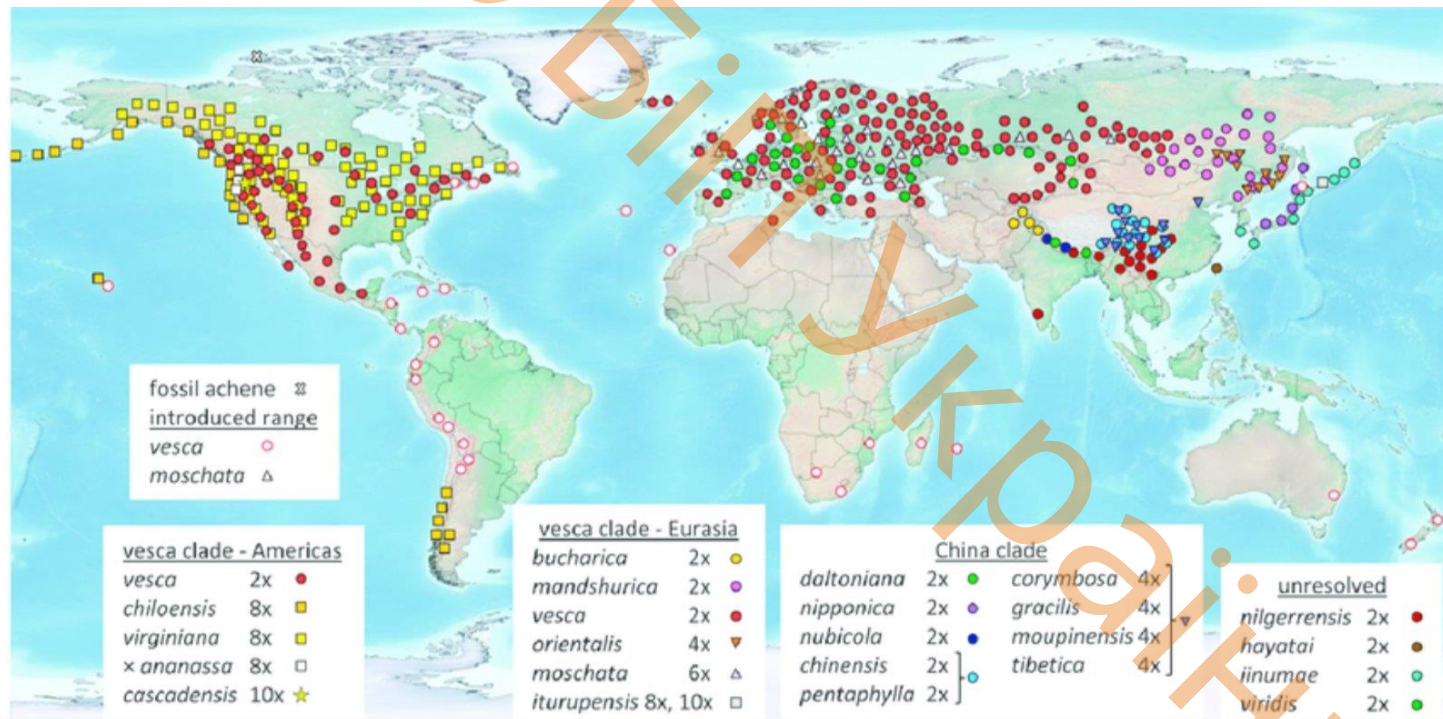 fossil achene
introduced range
vesca
moschata
vesca clade - Americas
vesca 2x
chiloensis 8x
virginiana 8x
× ananassa 8x
cascadensis 10x
vesca clade - Eurasia
bucharica 2x
mandshurica 2x
vesca 2x
orientalis 4x
moschata 6x
iturupensis 8x, 10x
China clade
daltoniana 2x corymbosa 4x
nipponica 2x gracilis 4x
nubicola 2x moupinensis 4x
chinensis 2x tibetica 4x
pentaphylla 2x
unresolved
nilgerrensis 2x
hayatai 2x
iinumae 2x
viridis 2x